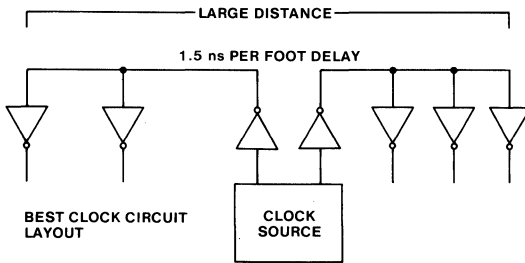 LARGE DISTANCE
1.5 ns PER FOOT DELAY
BEST CLOCK CIRCUIT
LAYOUT
CLOCK
SOURCE